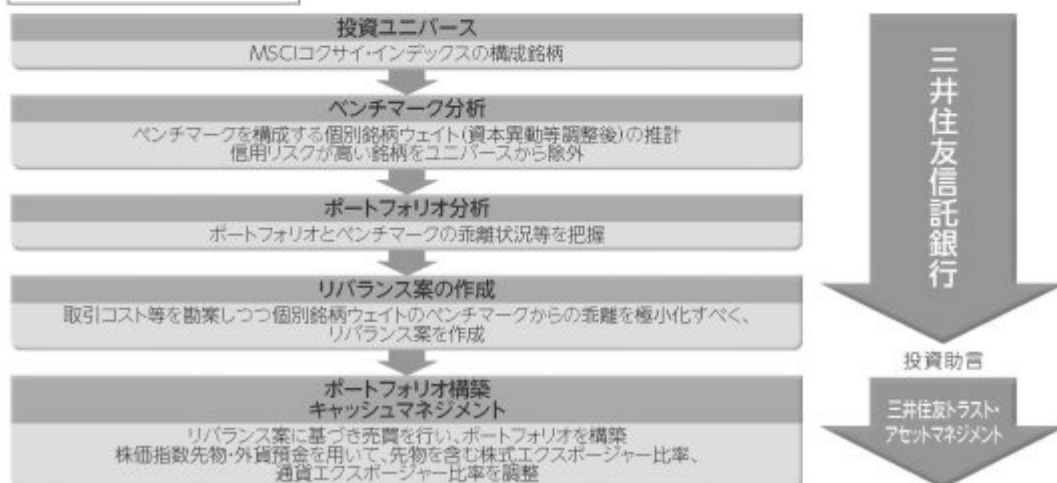 投資ユニバース
MSCIコクサイ・インデックスの構成銘柄
ベンチマーク分析
ベンチマークを構成する個別銘柄ウェイト(資本異動等調整後)の推計
信用リスクが高い銘柄をユニバースから除外
ポートフォリオ分析
ポートフォリオとベンチマークの乖離状況等を把握
リバランス案の作成
取引コスト等を勘案しつつ個別銘柄ウェイトのベンチマークからの乖離を極小化すべく、
リバランス案を作成
ポートフォリオ構築
キャッシュマネジメント
リバランス案に基づき売買を行い、ポートフォリオを構築
株価指数先物・外貨預金を用いて、先物を含む株式エクスポージャー比率、
通貨エクスポージャー比率を調整
三井住友信託銀行
投資助言
三井住友トラスト・
アセットマネジメント